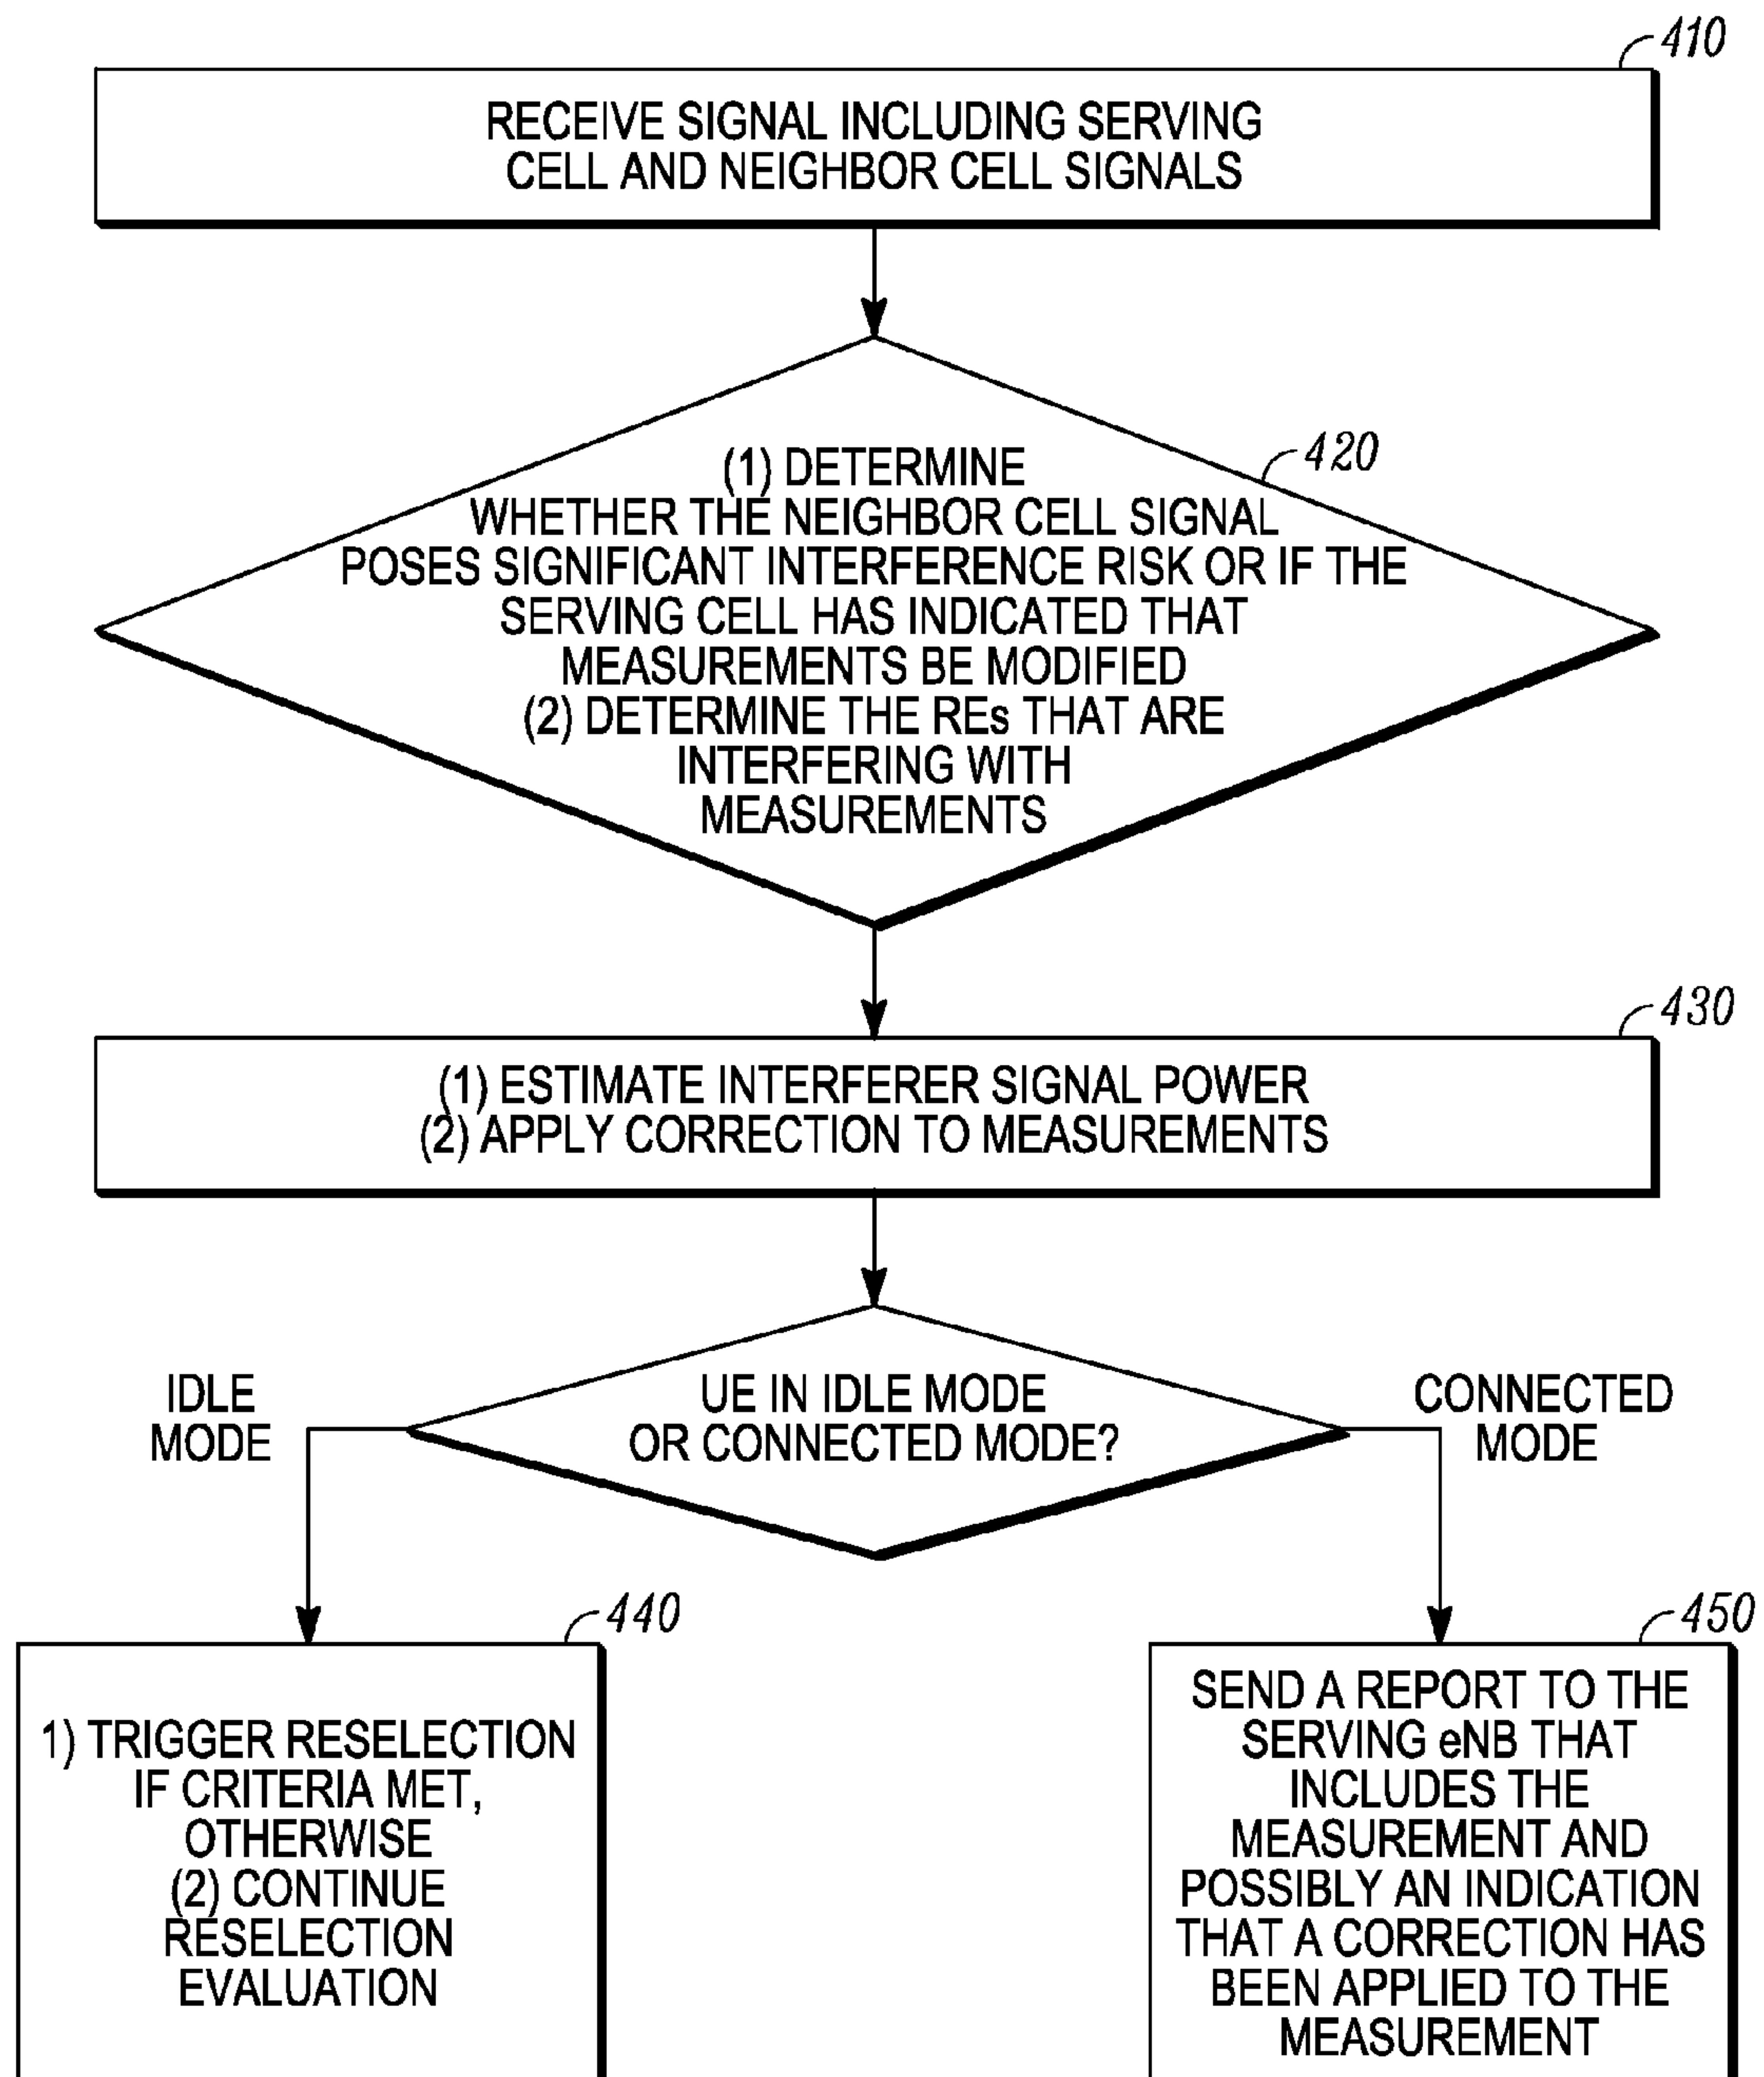 410
RECEIVE SIGNAL INCLUDING SERVING
CELL AND NEIGHBOR CELL SIGNALS
420
(1) DETERMINE
WHETHER THE NEIGHBOR CELL SIGNAL
POSES SIGNIFICANT INTERFERENCE RISK OR IF THE
SERVING CELL HAS INDICATED THAT
MEASUREMENTS BE MODIFIED
(2) DETERMINE THE REs THAT ARE
INTERFERING WITH
MEASUREMENTS
430
(1) ESTIMATE INTERFERER SIGNAL POWER
(2) APPLY CORRECTION TO MEASUREMENTS
IDLE
MODE
UE IN IDLE MODE
OR CONNECTED MODE?
CONNECTED
MODE
440
1) TRIGGER RESELECTION
IF CRITERIA MET,
OTHERWISE
(2) CONTINUE
RESELECTION
EVALUATION
450
SEND A REPORT TO THE
SERVING eNB THAT
INCLUDES THE
MEASUREMENT AND
POSSIBLY AN INDICATION
THAT A CORRECTION HAS
BEEN APPLIED TO THE
MEASUREMENT